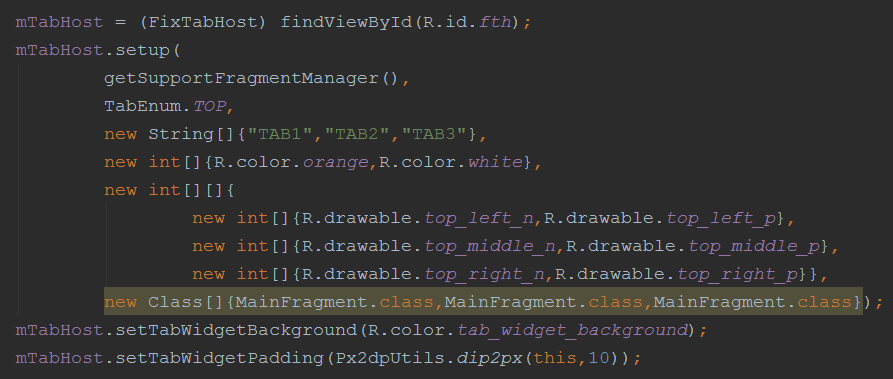 mTabHost = (FixTabHost) findViewById(R.id.fth);
mTabHost.setup(
getSupportFragmentManager(),
TabEnum.TOP,
new String[]{"TAB1","TAB2","TAB3"},
new int[]{R.color.orange,R.color.white},
new int[][]{
new int[]{R.drawable.top_left_n,R.drawable.top_left_p},
new int[]{R.drawable.top_middle_n,R.drawable.top_middle_p},
new int[]{R.drawable.top_right_n,R.drawable.top_right_p}},
new Class[]{MainFragment.class,MainFragment.class,MainFragment.class});
mTabHost.setTabWidgetBackground(R.color.tab_widget_background);
mTabHost.setTabWidgetPadding(Px2dpUtils.dip2px(this,10));